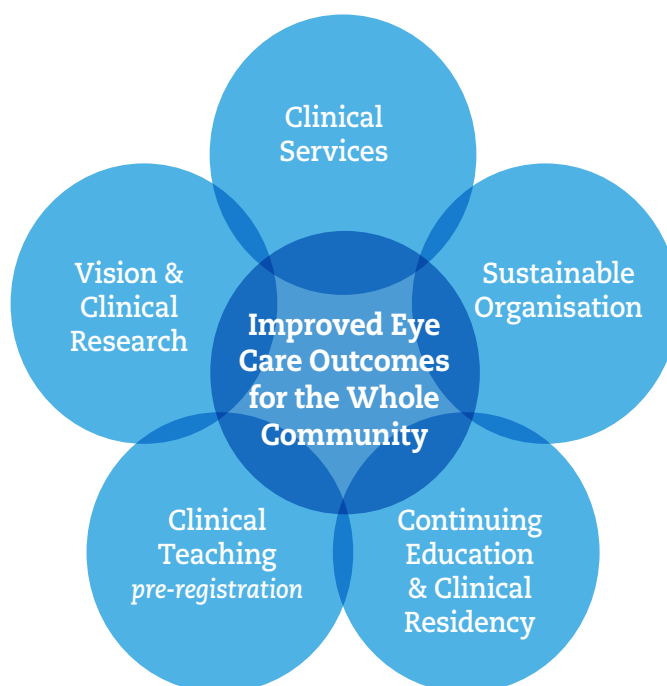 Clinical
Services
Vision &
Clinical
Research
Sustainable
Organisation
Improved Eye
Care Outcomes
for the Whole
Community
Clinical
Teaching
pre-registration
Continuing
Education
& Clinical
Residency